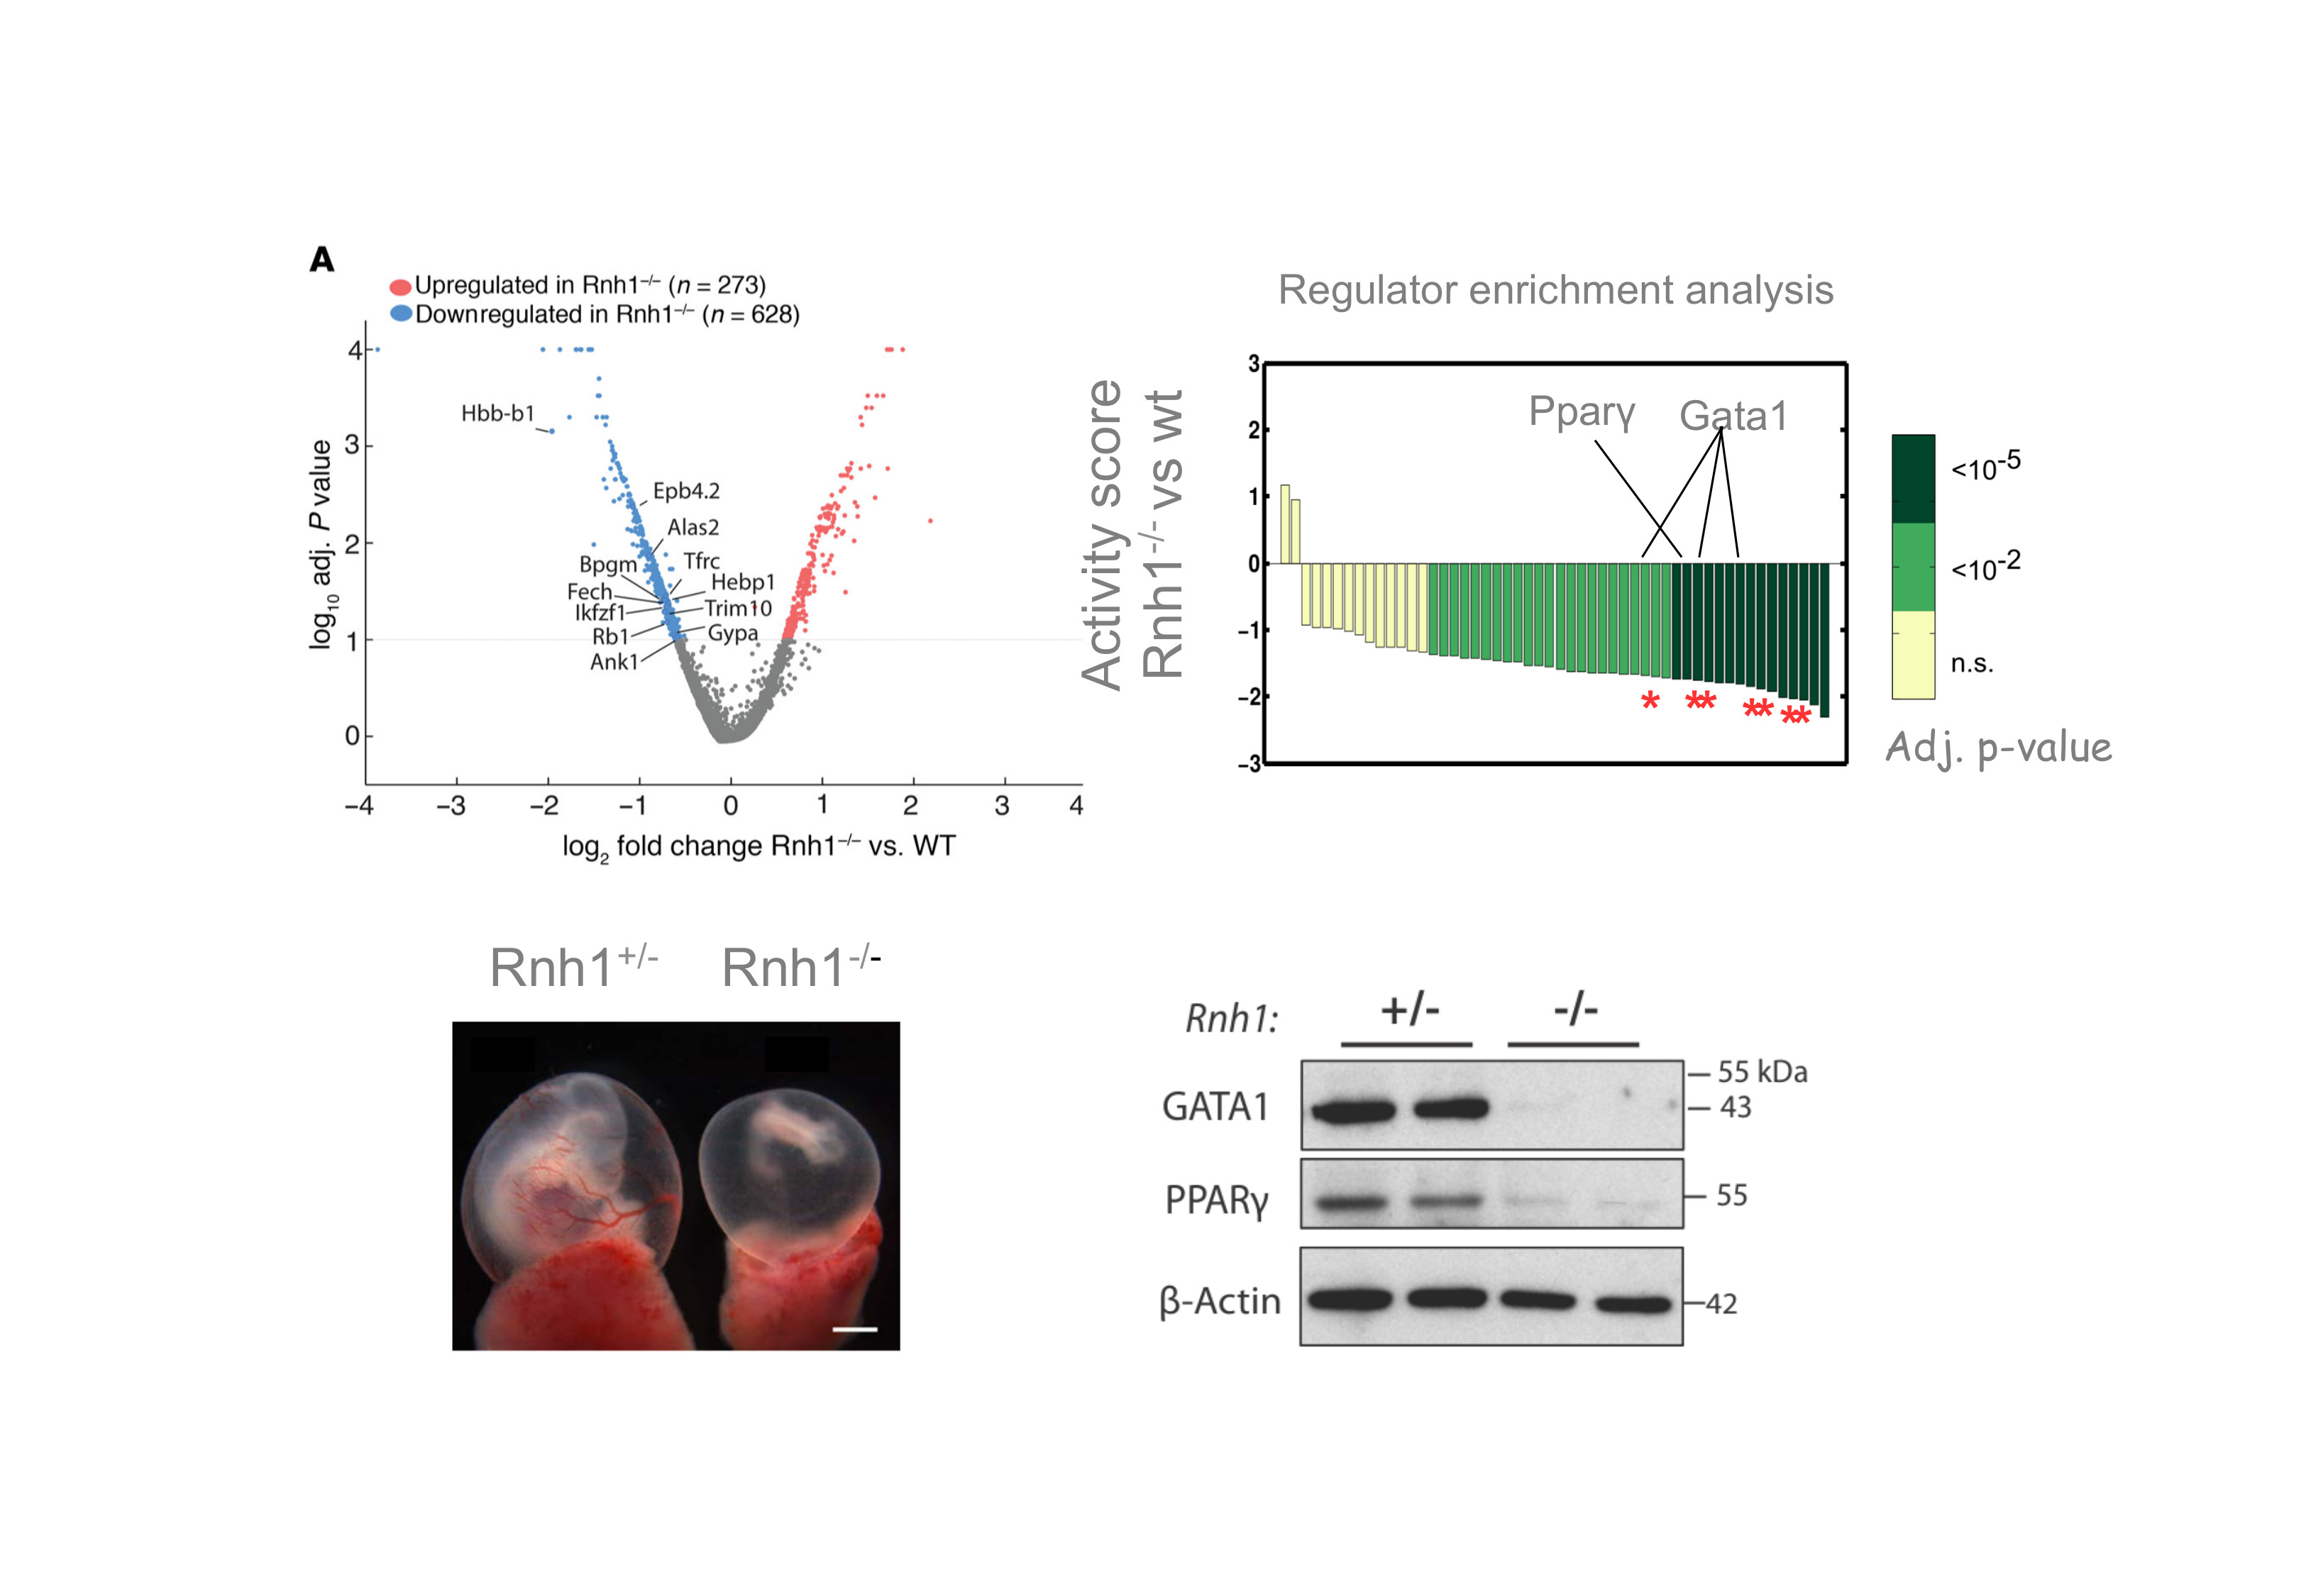 A
Upregulated in Rnh1⁻/⁻ (n = 273)
Downregulated in Rnh1⁻/⁻ (n = 628)
log₁₀ adj. P value
4
3
2
1
0
Hbb-b1
Epb4.2
Alas2
Bpgm
Tfrc
Fech
Hebp1
Ikfzf1
Trim10
Rb1
Gypa
Ank1
−4
−3
−2
−1
0
1
2
3
4
log₂ fold change Rnh1⁻/⁻ vs. WT
Regulator enrichment analysis
Activity score
Rnh1⁻/⁻ vs wt
3
2
1
0
−1
−2
−3
Pparγ
Gata1
*
**
**
**
<10⁻⁵
<10⁻²
n.s.
Adj. p-value
Rnh1⁺/⁻
Rnh1⁻/⁻
Rnh1:
+/-
-/-
GATA1
55 kDa
43
PPARγ
55
β-Actin
42